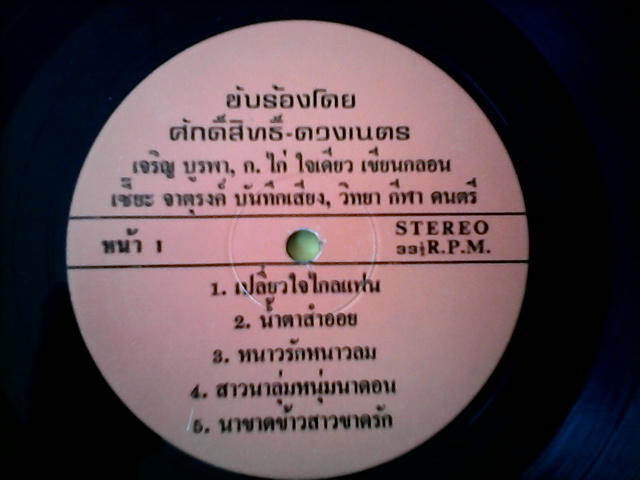 ขับร้องโดย
ศักดิ์สิทธิ์-ดวงเนตร
เจริญ บูรพา, ก. ไก่ ใจเดียว เขียนกลอน
เซี๊ยะ จาตุรงค์ บันทึกเสียง, วิทยา กีฬา ดนตรี
หน้า 1 STEREO
33⅓R.P.M.
1. เปลี่ยวใจไกลแฟน
2. น้ำตาสำออย
3. หนาวรักหนาวลม
4. สาวนาลุ่มหนุ่มนาดอน
5. นาขาดข้าวสาวขาดรัก